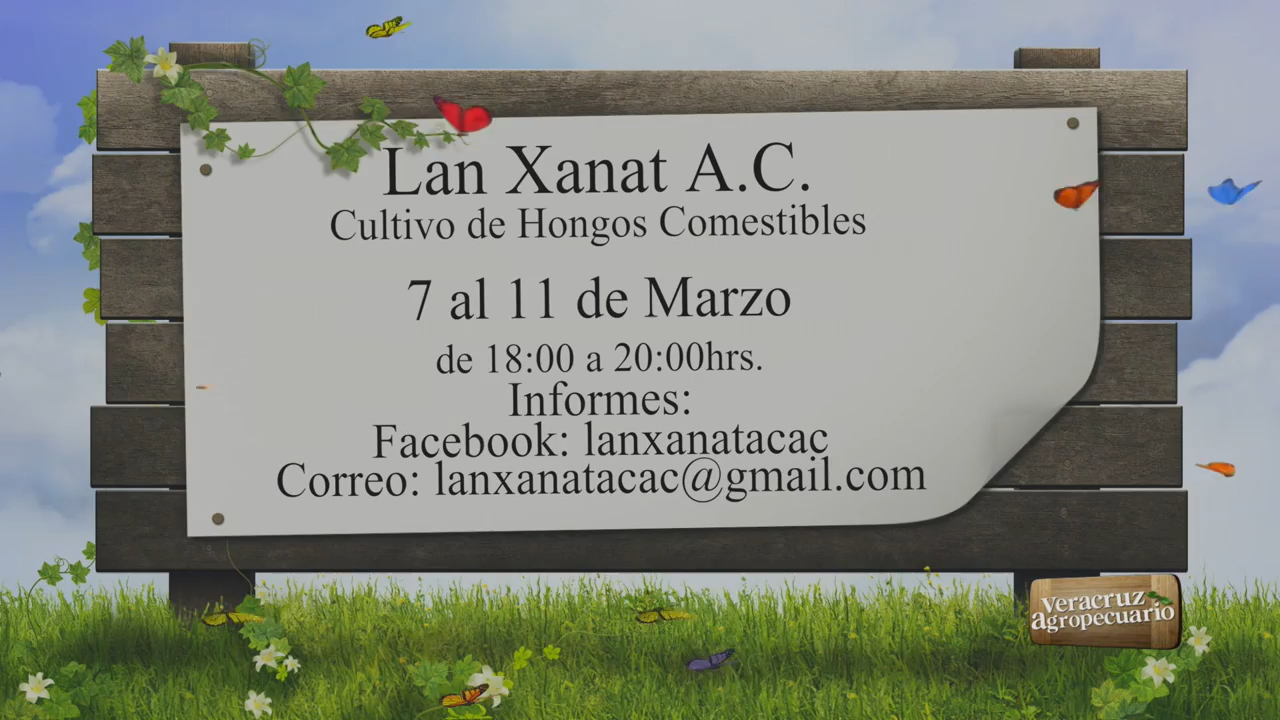 Lan Xanat A.C.
Cultivo de Hongos Comestibles
7 al 11 de Marzo
de 18:00 a 20:00hrs.
Informes:
Facebook: lanxanatacac
Correo: lanxanatacac@gmail.com
veracruz
agropecuario